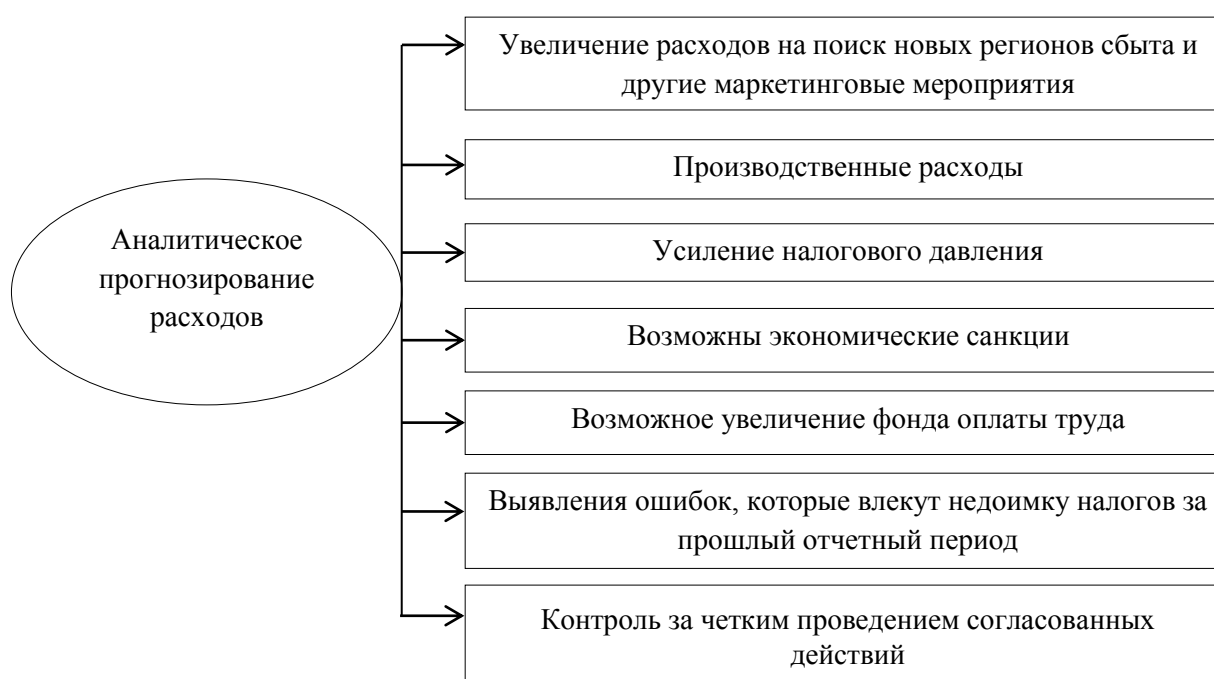 Увеличение расходов на поиск новых регионов сбыта и
другие маркетинговые мероприятия
Производственные расходы
Аналитическое
прогнозирование
расходов
Усиление налогового давления
Возможны экономические санкции
Возможное увеличение фонда оплаты труда
Выявления ошибок, которые влекут недоимку налогов за
прошлый отчетный период
Контроль за четким проведением согласованных
действий